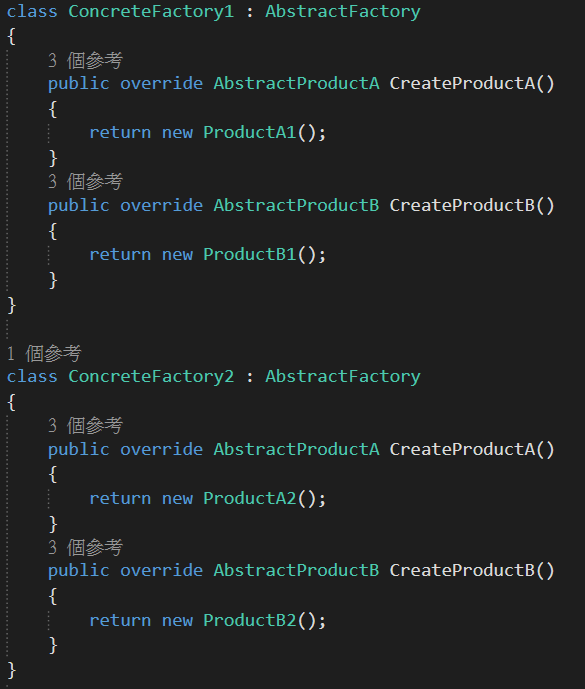 class ConcreteFactory1 : AbstractFactory
{
3 個參考
public override AbstractProductA CreateProductA()
{
return new ProductA1();
}
3 個參考
public override AbstractProductB CreateProductB()
{
return new ProductB1();
}
}
1 個參考
class ConcreteFactory2 : AbstractFactory
{
3 個參考
public override AbstractProductA CreateProductA()
{
return new ProductA2();
}
3 個參考
public override AbstractProductB CreateProductB()
{
return new ProductB2();
}
}